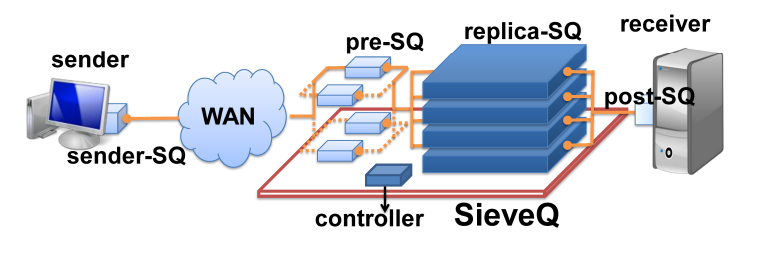 sender
sender-SQ
WAN
pre-SQ
replica-SQ
receiver
post-SQ
controller
SieveQ